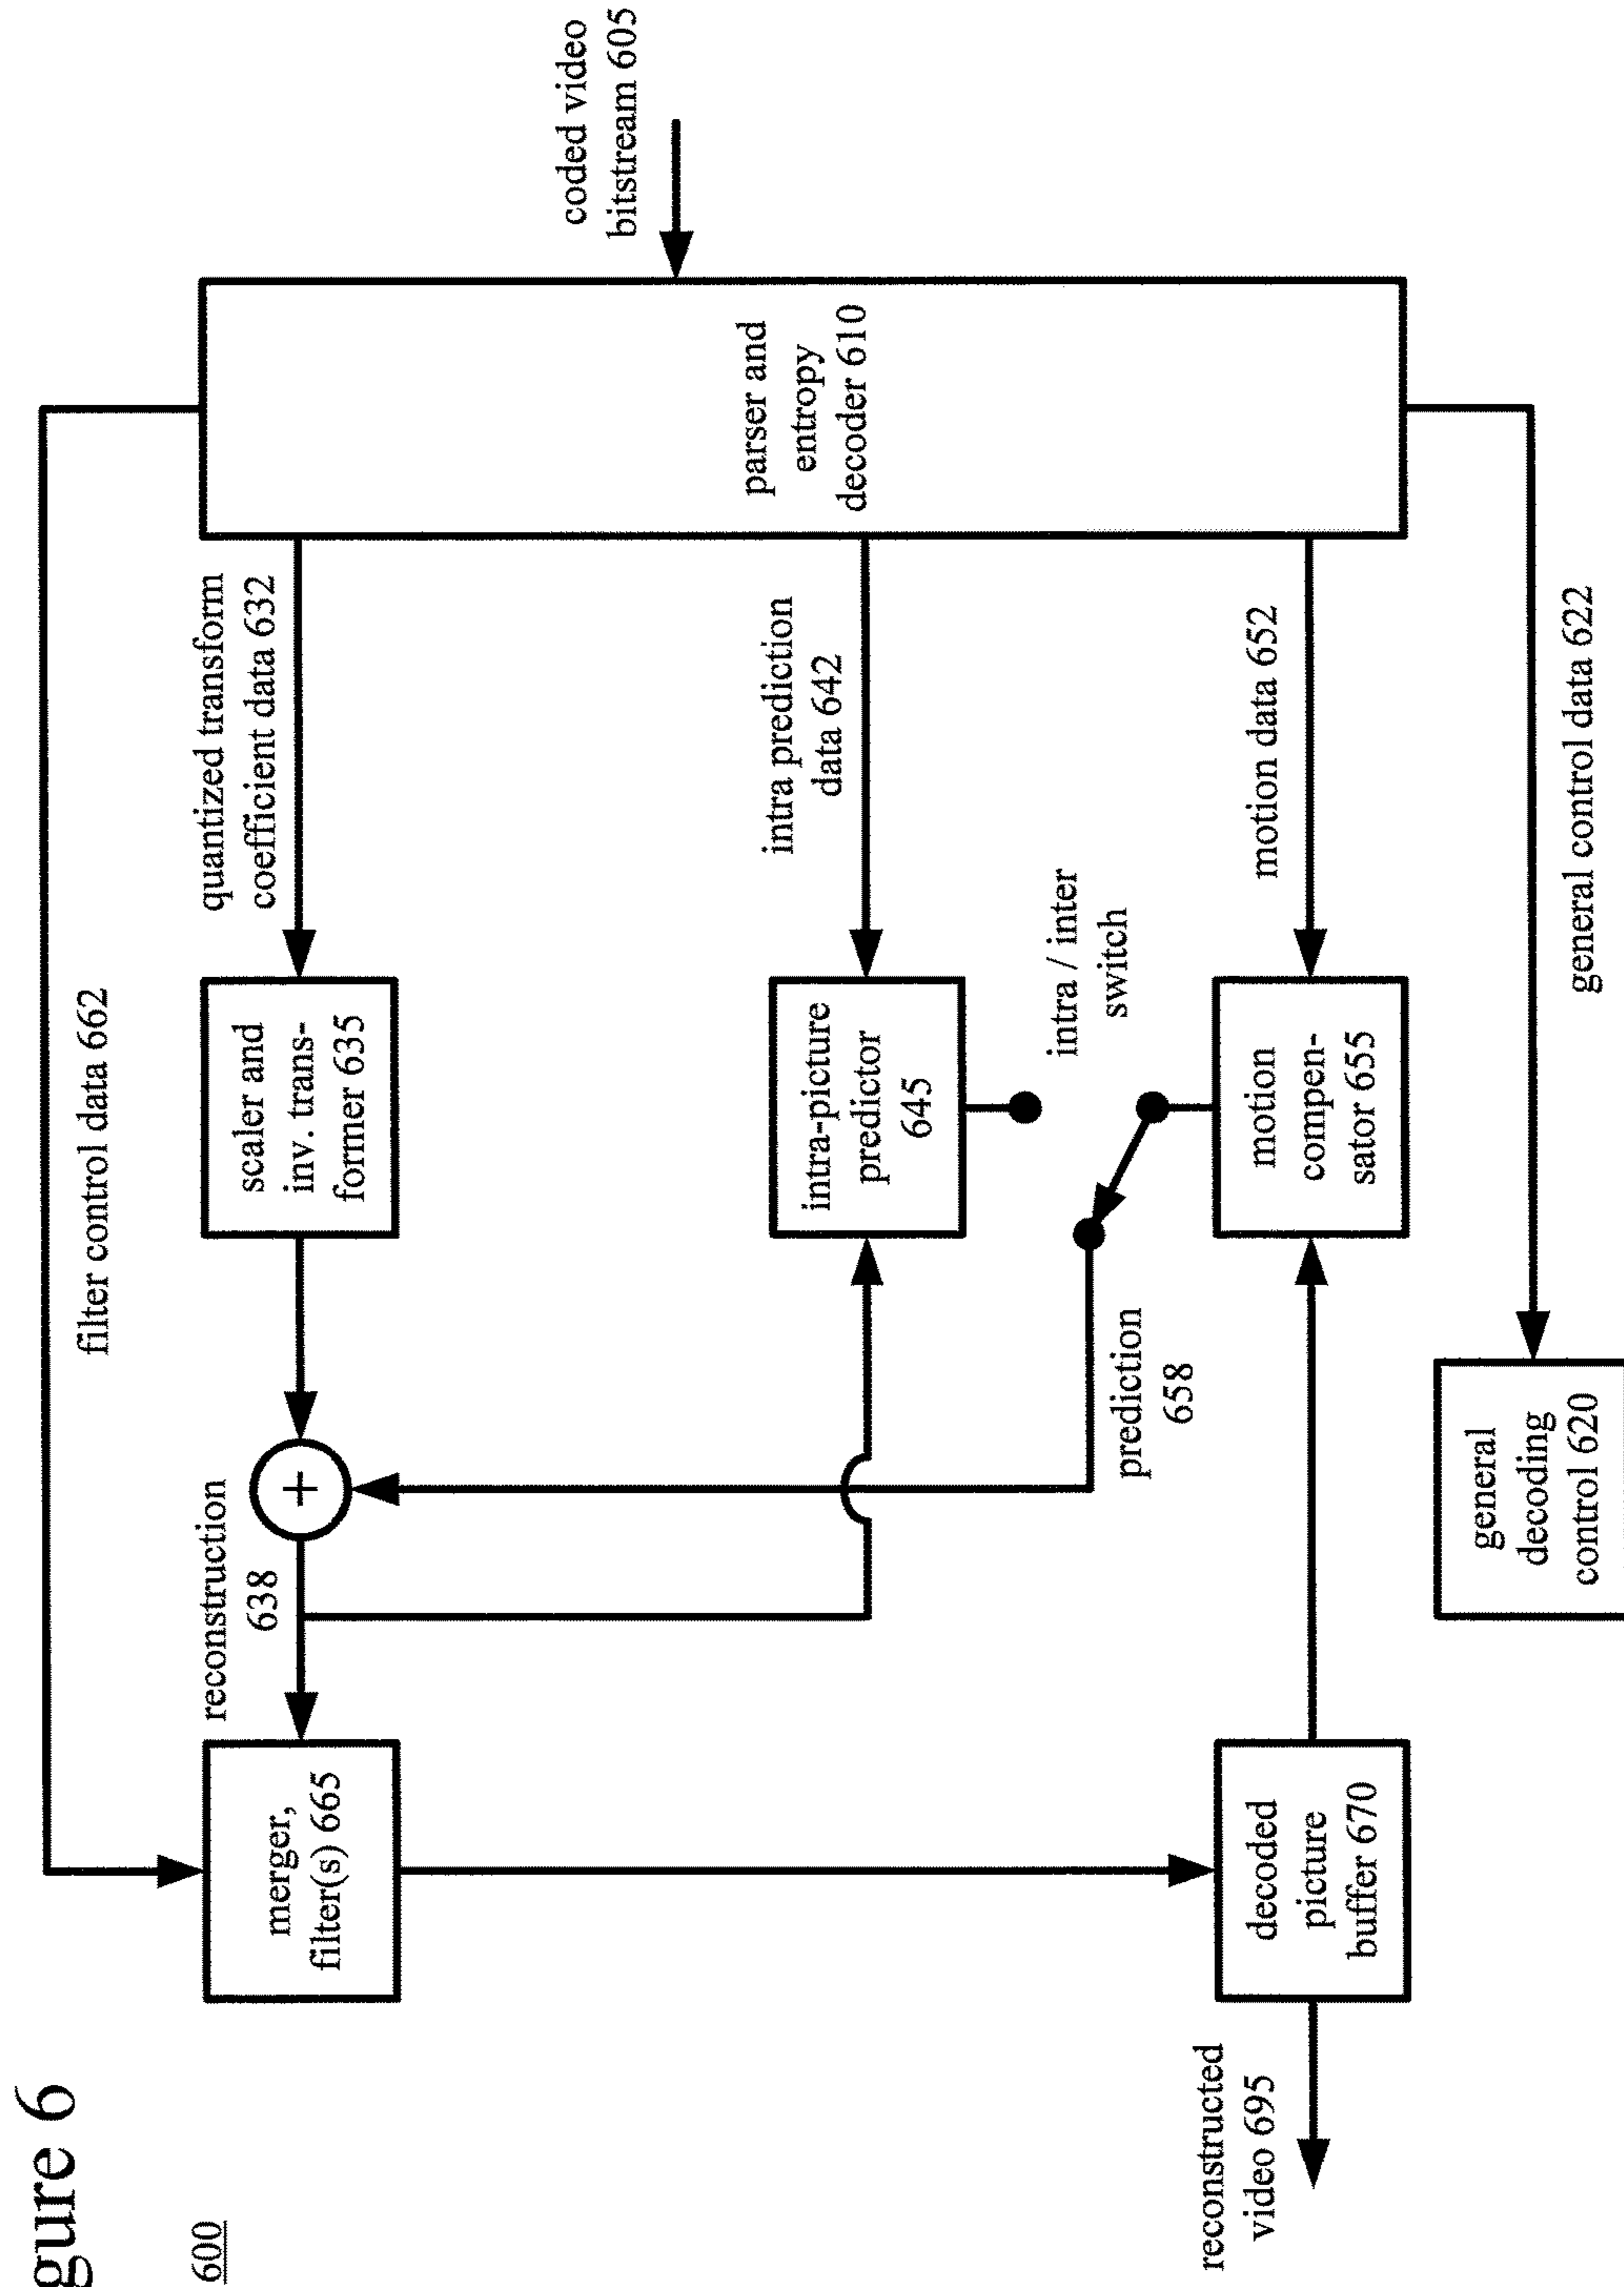 gure 6
600
filter control data 662
merger,
filter(s) 665
reconstruction
638
+
scaler and
inv. trans-
former 635
quantized transform
coefficient data 632
coded video
bitstream 605
parser and
entropy
decoder 610
intra-picture
predictor
645
intra prediction
data 642
intra / inter
switch
prediction
658
reconstructed
video 695
decoded
picture
buffer 670
motion
compen-
sator 655
motion data 652
general
decoding
control 620
general control data 622